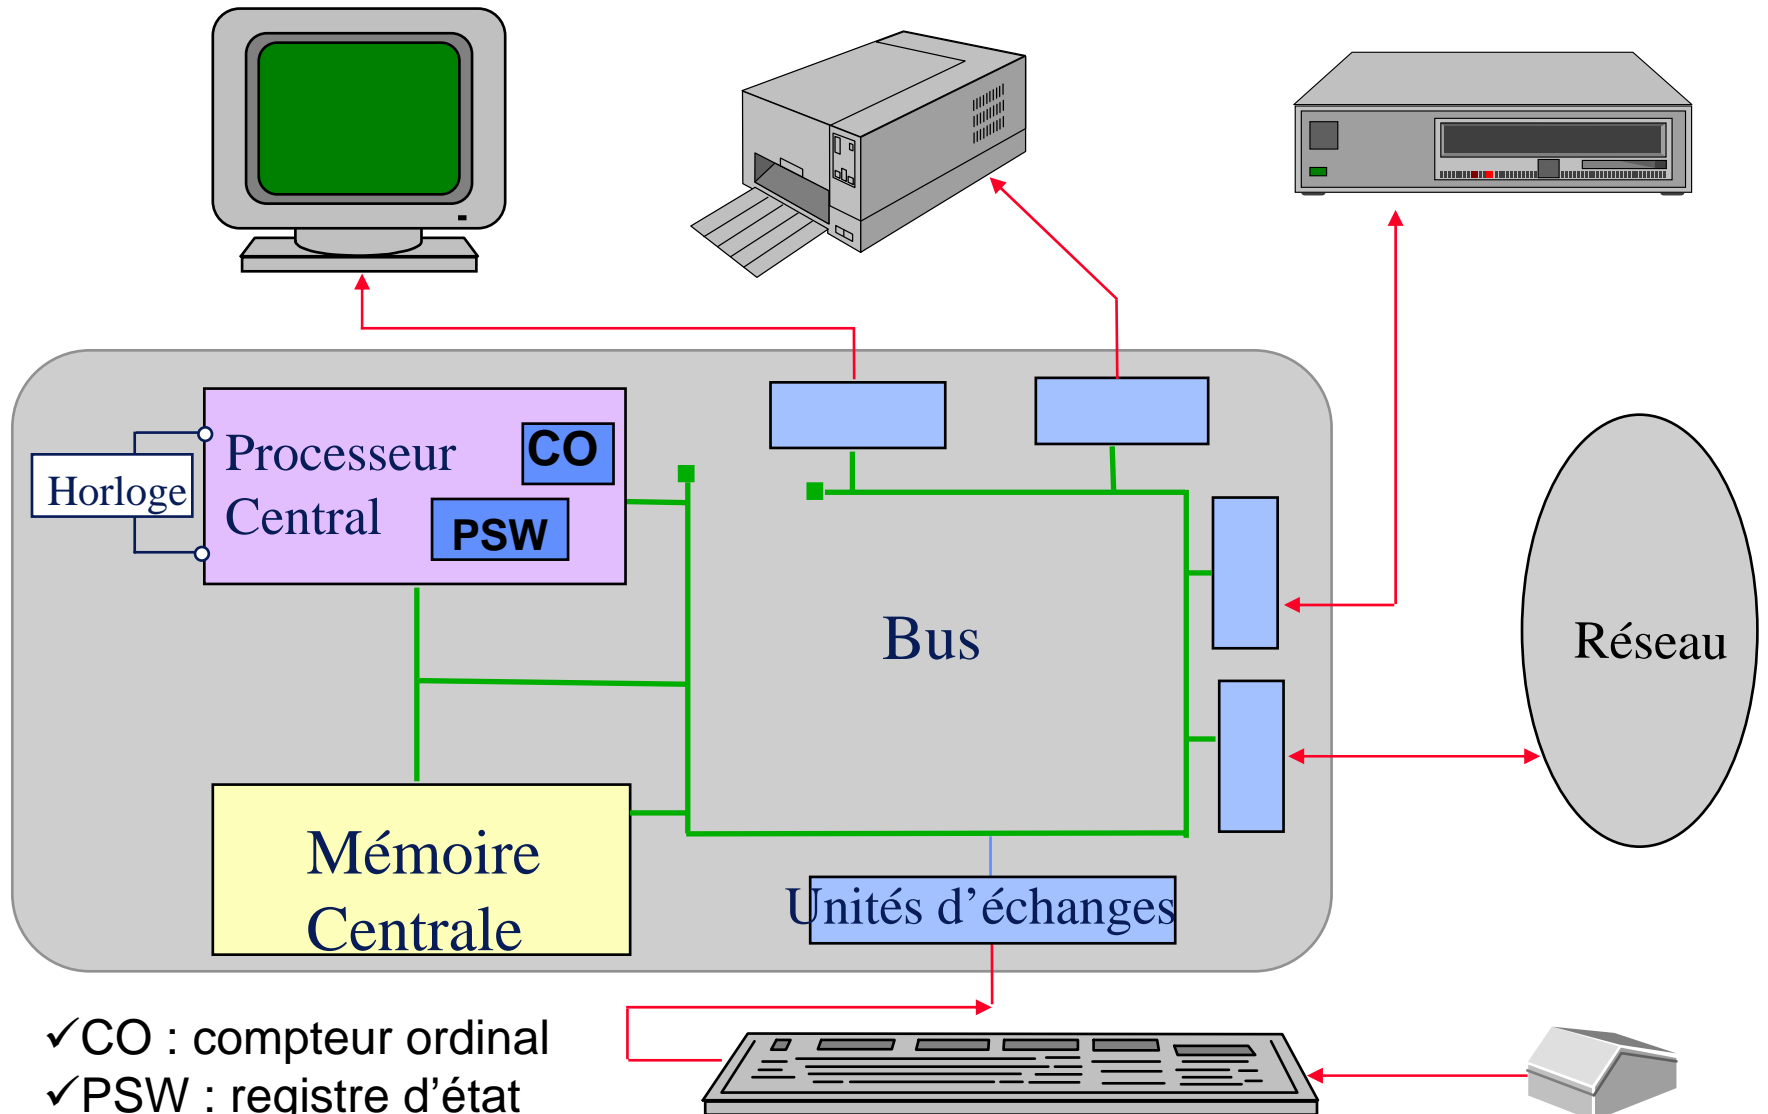 Processeur
Central
CO
PSW
Horloge
Bus
Réseau
Mémoire
Centrale
Unités d’échanges
✓CO : compteur ordinal
✓PSW : registre d’état